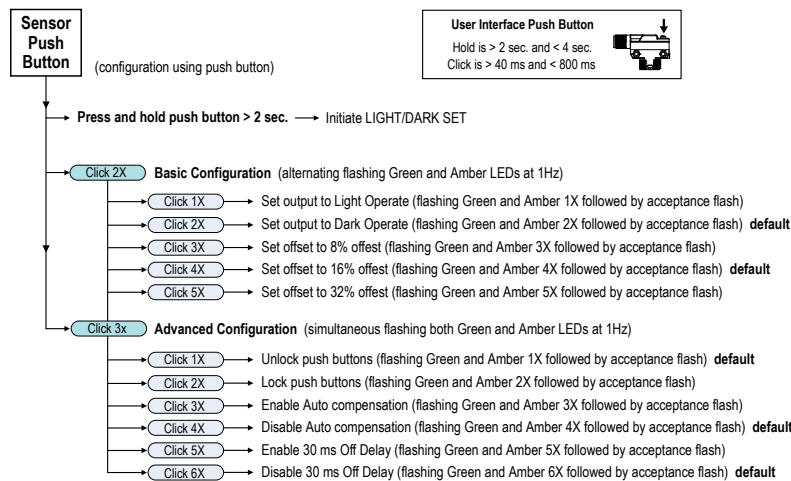 Sensor
Push
Button
(configuration using push button)
User Interface Push Button
Hold is > 2 sec. and < 4 sec.
Click is > 40 ms and < 800 ms
Press and hold push button > 2 sec. Initiate LIGHT/DARK SET
Click 2X Basic Configuration (alternating flashing Green and Amber LEDs at 1Hz)
Click 1X Set output to Light Operate (flashing Green and Amber 1X followed by acceptance flash)
Click 2X Set output to Dark Operate (flashing Green and Amber 2X followed by acceptance flash) default
Click 3X Set offset to 8% offest (flashing Green and Amber 3X followed by acceptance flash)
Click 4X Set offset to 16% offest (flashing Green and Amber 4X followed by acceptance flash) default
Click 5X Set offset to 32% offest (flashing Green and Amber 5X followed by acceptance flash)
Click 3x Advanced Configuration (simultaneous flashing both Green and Amber LEDs at 1Hz)
Click 1X Unlock push buttons (flashing Green and Amber 1X followed by acceptance flash) default
Click 2X Lock push buttons (flashing Green and Amber 2X followed by acceptance flash)
Click 3X Enable Auto compensation (flashing Green and Amber 3X followed by acceptance flash)
Click 4X Disable Auto compensation (flashing Green and Amber 4X followed by acceptance flash) default
Click 5X Enable 30 ms Off Delay (flashing Green and Amber 5X followed by acceptance flash)
Click 6X Disable 30 ms Off Delay (flashing Green and Amber 6X followed by acceptance flash) default